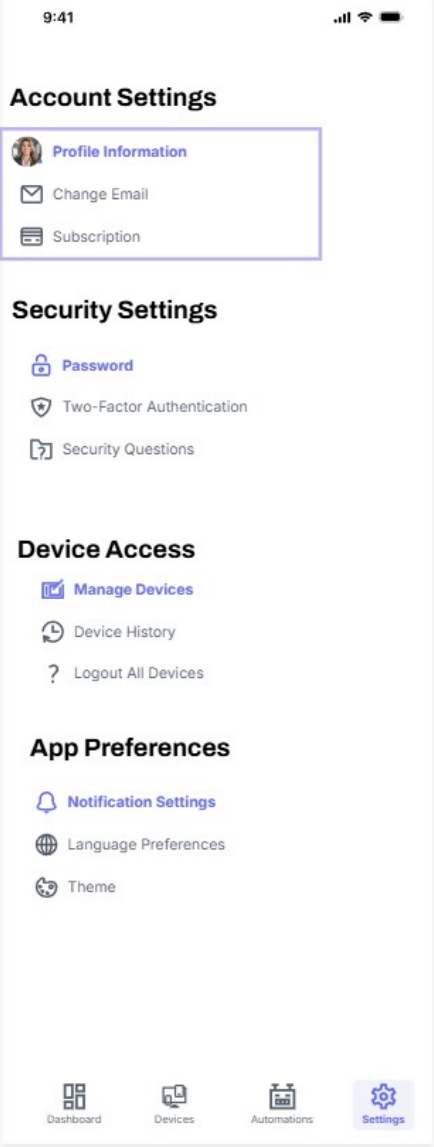 9:41
Account Settings
Profile Information
Change Email
Subscription
Security Settings
Password
Two-Factor Authentication
Security Questions
Device Access
Manage Devices
Device History
? Logout All Devices
App Preferences
Notification Settings
Language Preferences
Theme
Dashboard Devices Automations Settings